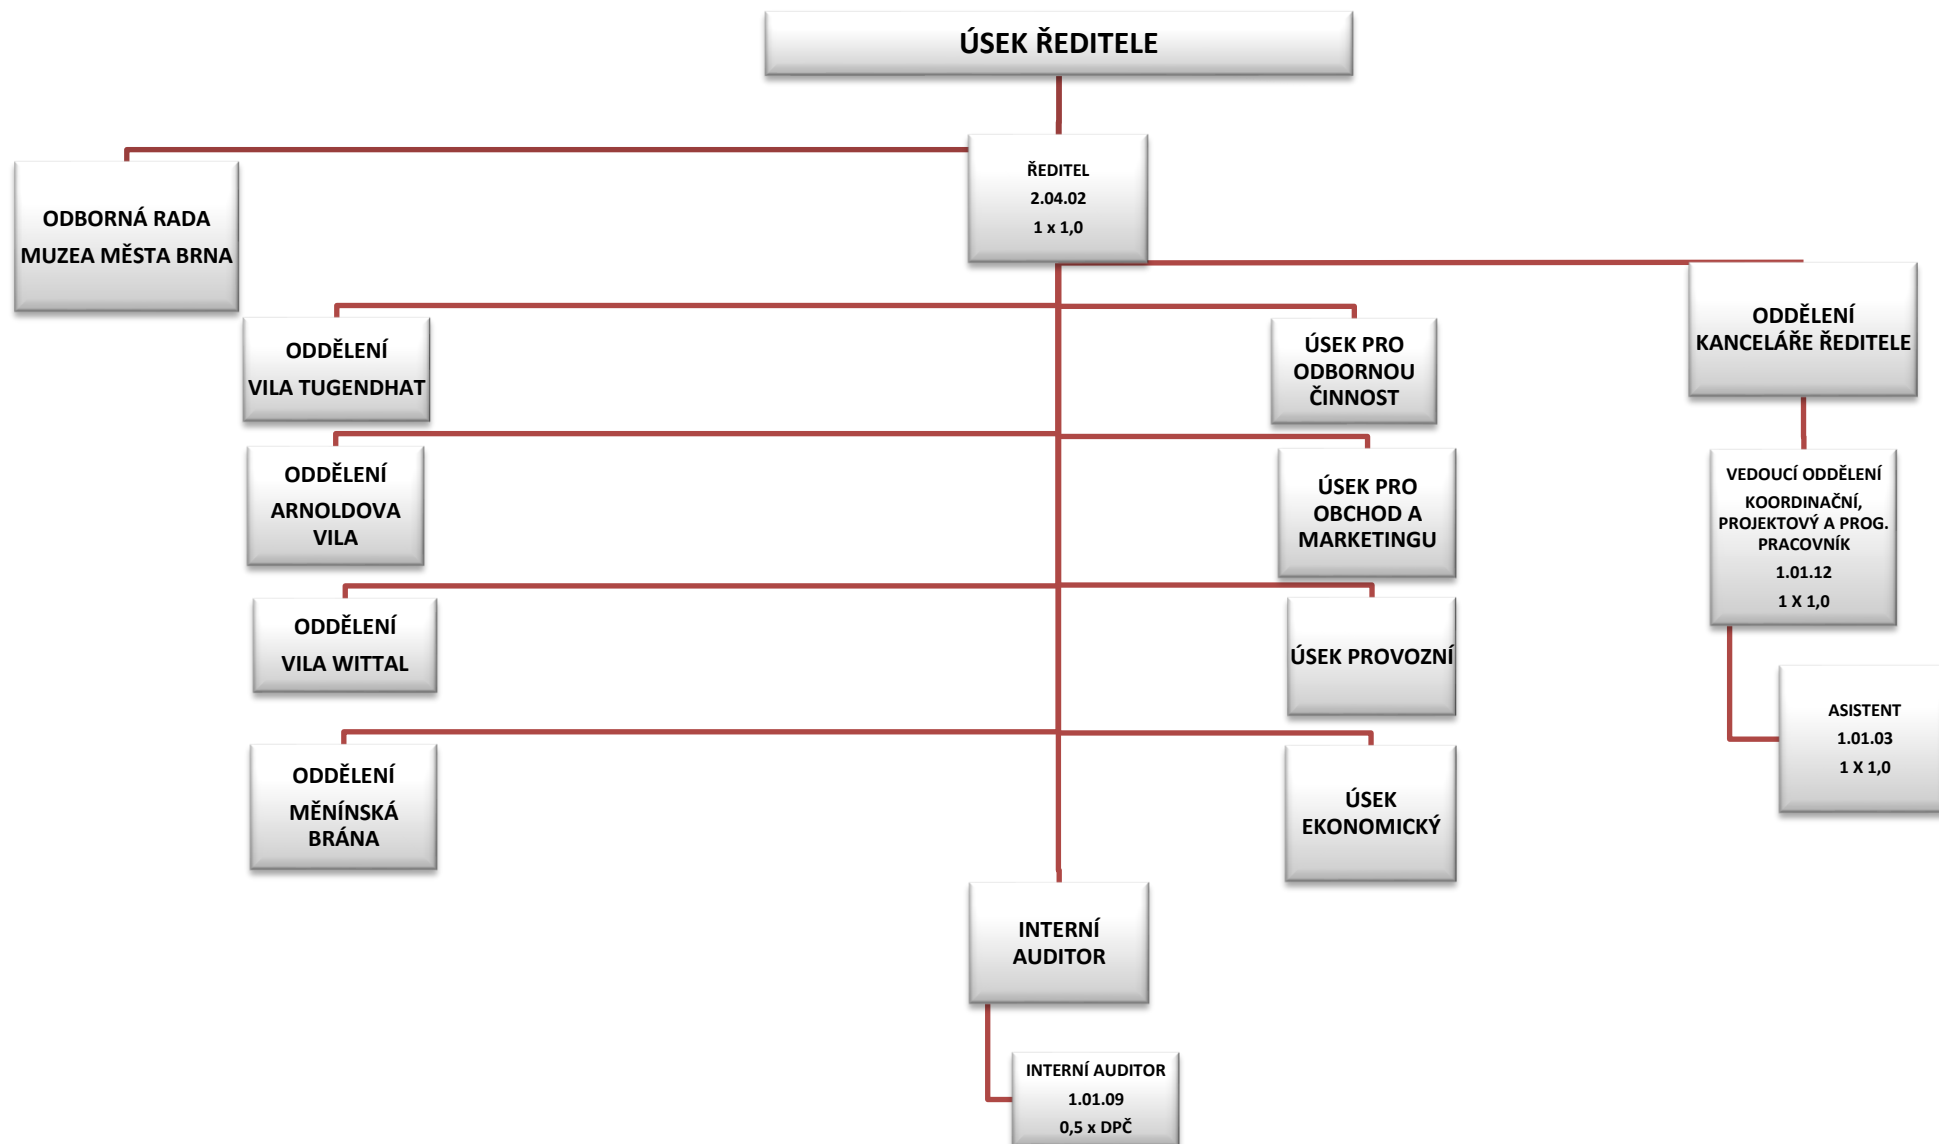 ÚSEK ŘEDITELE
ŘEDITEL
2.04.02
1 x 1,0
ODBORNÁ RADA
MUZEA MĚSTA BRNA
ODDĚLENÍ
KANCELÁŘE ŘEDITELE
ODDĚLENÍ
VILA TUGENDHAT
ÚSEK PRO
ODBORNOU
ČINNOST
ODDĚLENÍ
ARNOLDOVA
VILA
ÚSEK PRO
OBCHOD A
MARKETINGU
VEDOUCÍ ODDĚLENÍ
KOORDINAČNÍ,
PROJEKTOVÝ A PROG.
PRACOVNÍK
1.01.12
1 X 1,0
ODDĚLENÍ
VILA WITTAL
ÚSEK PROVOZNÍ
ASISTENT
1.01.03
1 X 1,0
ODDĚLENÍ
MĚNÍNSKÁ
BRÁNA
ÚSEK
EKONOMICKÝ
INTERNÍ
AUDITOR
INTERNÍ AUDITOR
1.01.09
0,5 x DPČ